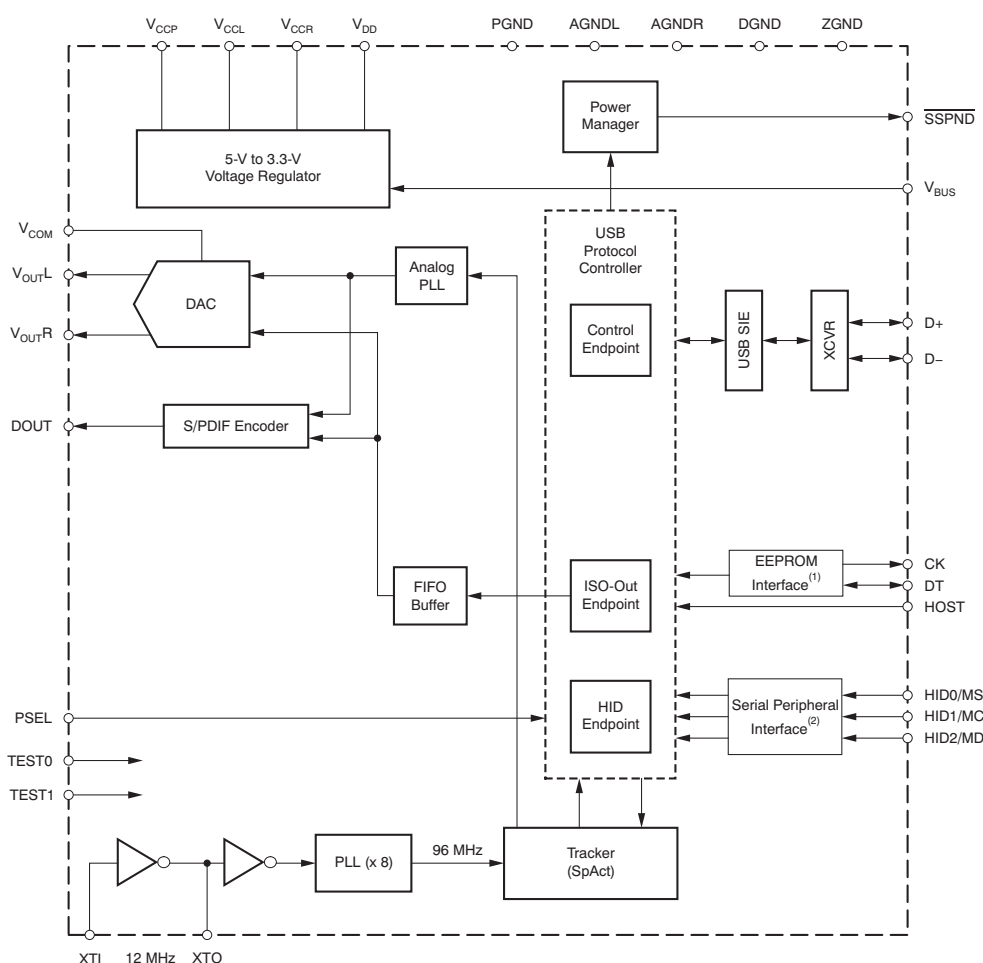 VCCP VCCL VCCR VDD PGND AGNDL AGNDR DGND ZGND
Power
Manager
SSPND
5-V to 3.3-V
Voltage Regulator
VBUS
VCOM
USB
Protocol
Controller
VOUTL
Analog
PLL
DAC
VOUTR
Control
Endpoint
USB SIE
XCVR
D+
D−
DOUT
S/PDIF Encoder
EEPROM
Interface(1)
CK
DT
HOST
FIFO
Buffer
ISO-Out
Endpoint
PSEL
HID
Endpoint
Serial Peripheral
Interface(2)
HID0/MS
HID1/MC
HID2/MD
TEST0
TEST1
PLL (x 8)
96 MHz
Tracker
(SpAct)
XTI 12 MHz XTO